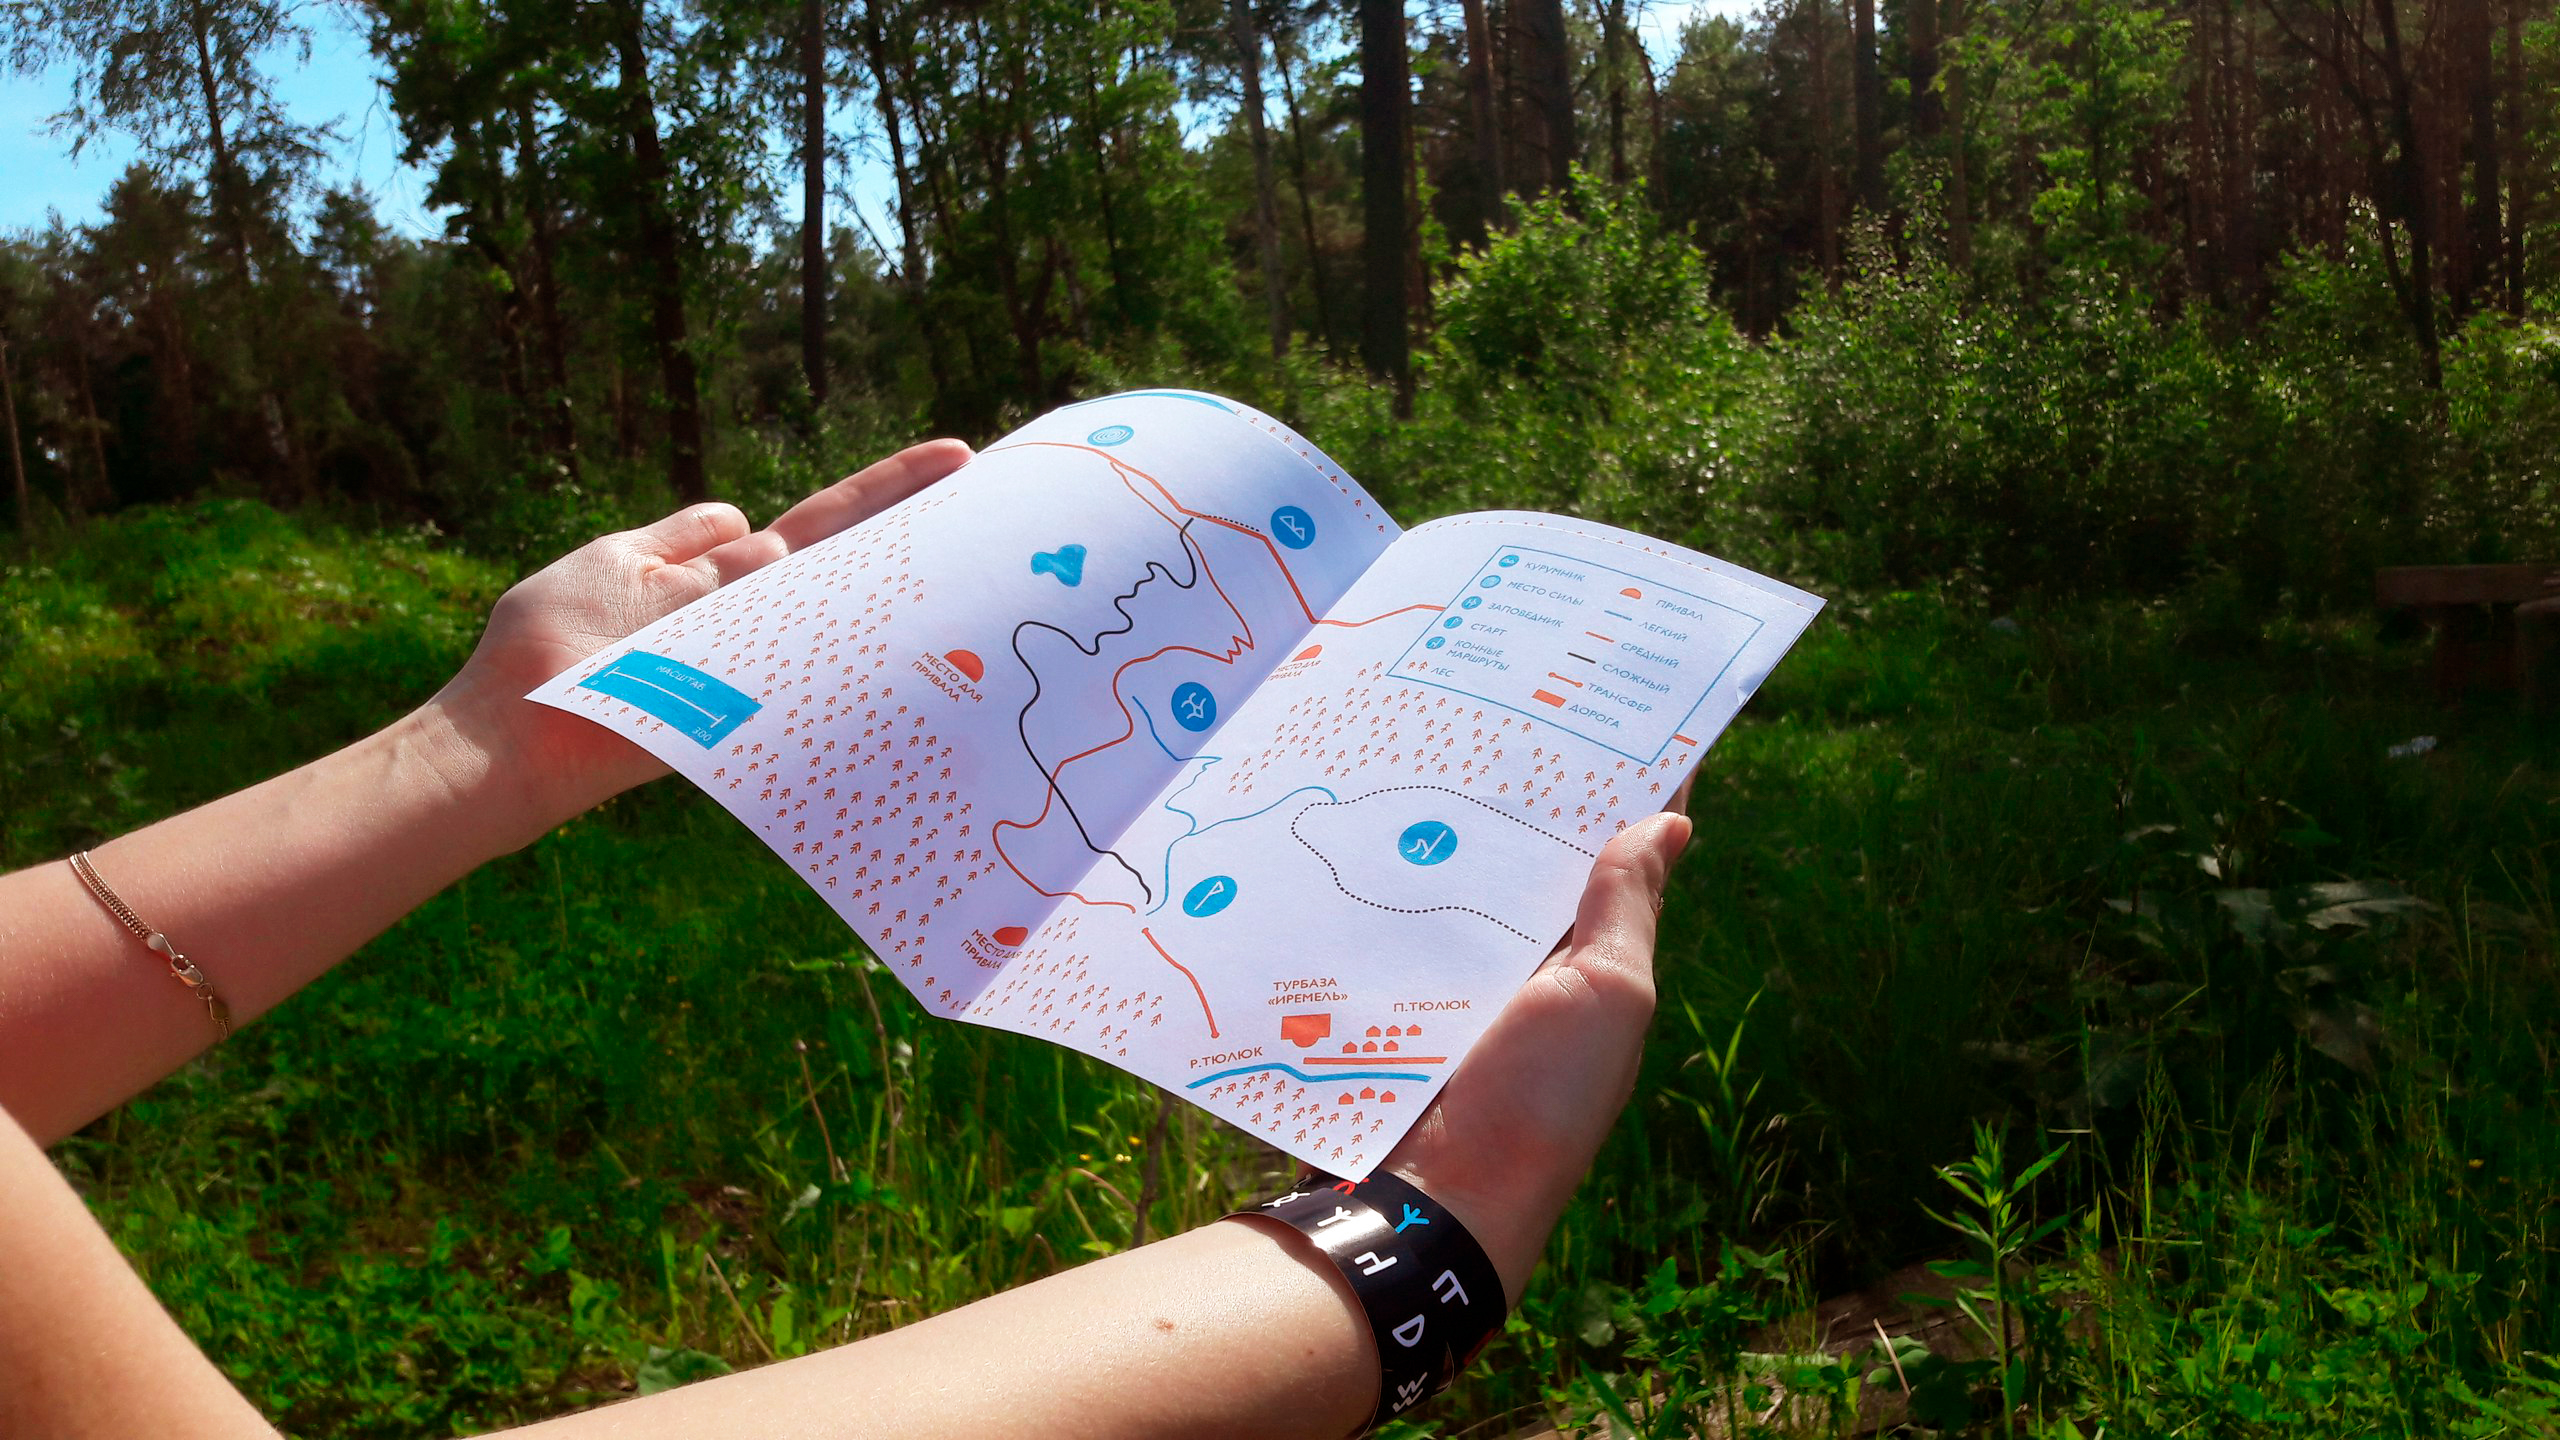 МЕСТО ДЛЯ
ПРИВАЛА
МАСШТАБ
0
300
МЕСТО ДЛЯ
ПРИВАЛА
МЕСТО ДЛЯ
ПРИВАЛА
КУРУМНИК
МЕСТО СИЛЫ
ЗАПОВЕДНИК
СТАРТ
КОННЫЕ
МАРШРУТЫ
ЛЕС
ПРИВАЛ
ЛЕГКИЙ
СРЕДНИЙ
СЛОЖНЫЙ
ТРАНСФЕР
ДОРОГА
ТУРБАЗА
«ИРЕМЕЛЬ»
П.ТЮЛЮК
Р.ТЮЛЮК